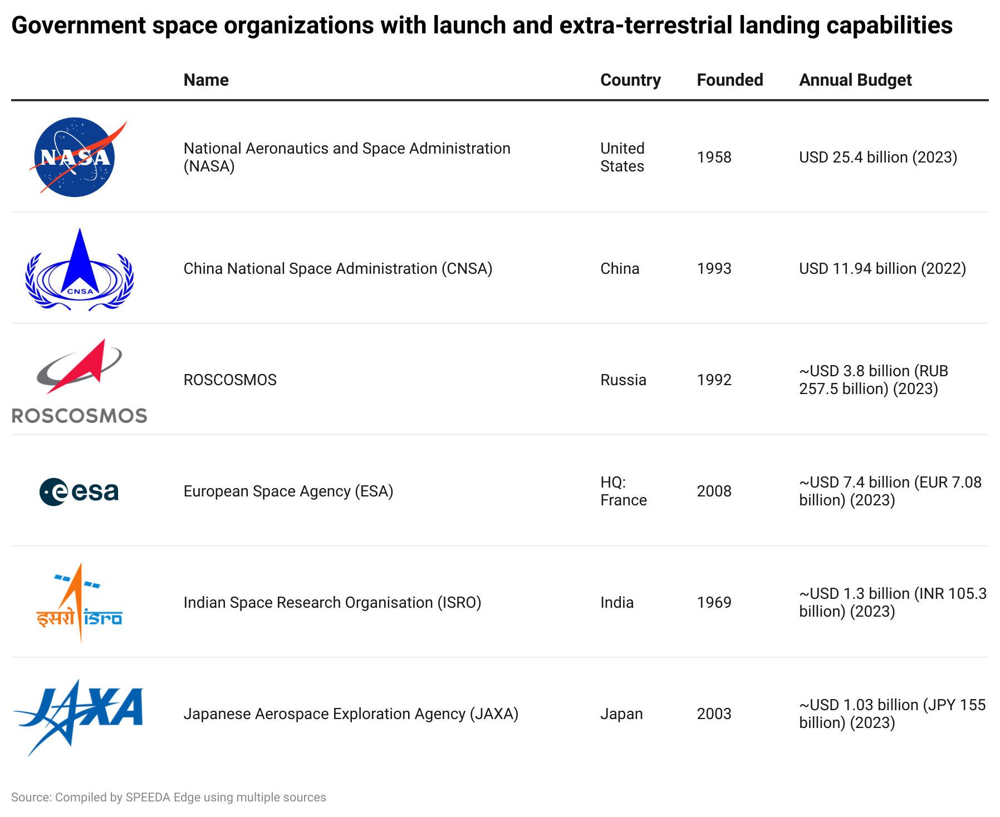 Government space organizations with launch and extra-terrestrial landing capabilities
Name Country Founded Annual Budget
NASA
National Aeronautics and Space Administration
(NASA)
United
States
1958
USD 25.4 billion (2023)
CNSA
China National Space Administration (CNSA)
China
1993
USD 11.94 billion (2022)
ROSCOSMOS
ROSCOSMOS
Russia
1992
~USD 3.8 billion (RUB
257.5 billion) (2023)
esa
European Space Agency (ESA)
HQ:
France
2008
~USD 7.4 billion (EUR 7.08
billion) (2023)
इसरो isro
Indian Space Research Organisation (ISRO)
India
1969
~USD 1.3 billion (INR 105.3
billion) (2023)
JAXA
Japanese Aerospace Exploration Agency (JAXA)
Japan
2003
~USD 1.03 billion (JPY 155
billion) (2023)
Source: Compiled by SPEEDA Edge using multiple sources